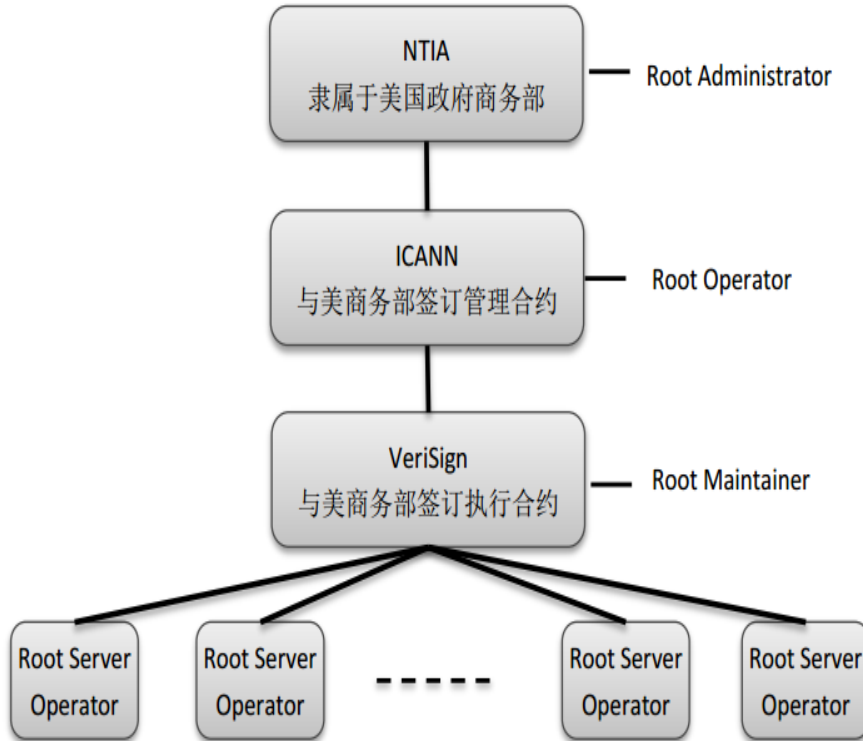 NTIA
隶属于美国政府商务部
Root Administrator
ICANN
与美商务部签订管理合约
Root Operator
VeriSign
与美商务部签订执行合约
Root Maintainer
Root Server
Operator
Root Server
Operator
Root Server
Operator
Root Server
Operator